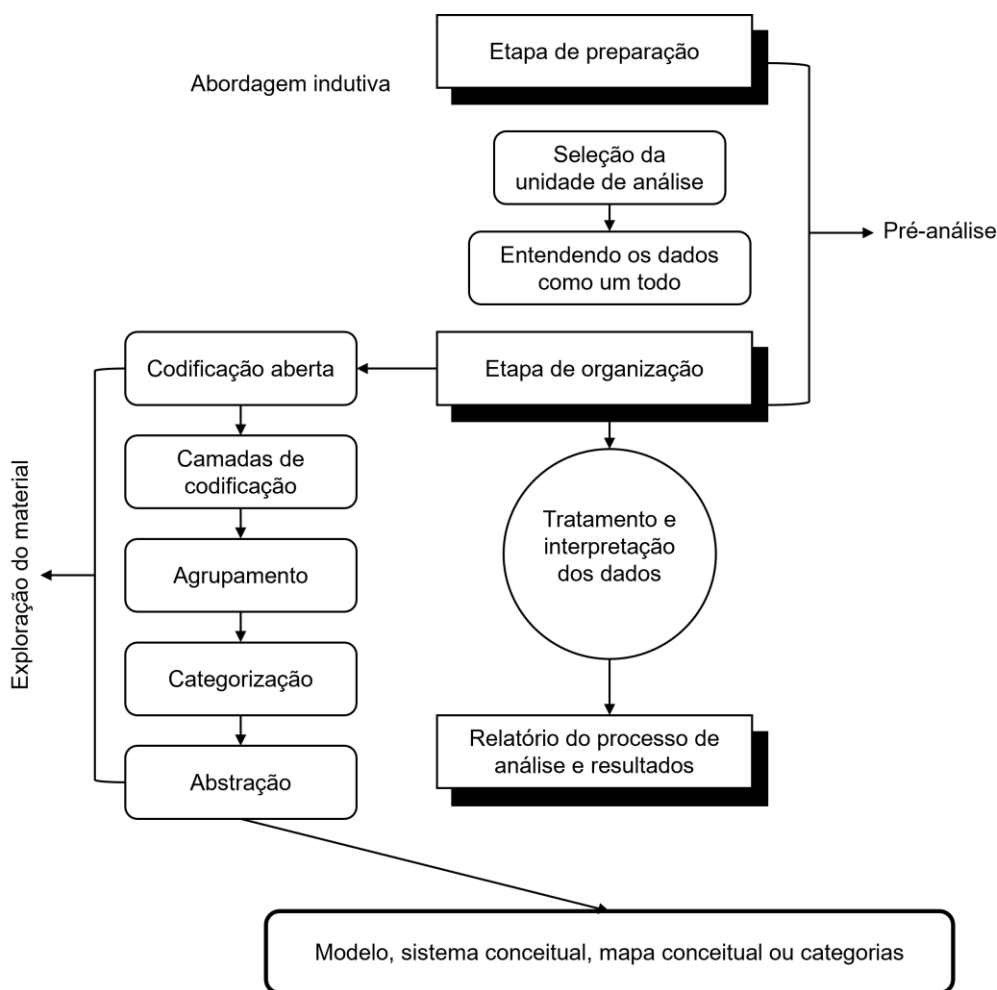 Etapa de preparação
Abordagem indutiva
Seleção da
unidade de análise
Pré-análise
Entendendo os dados
como um todo
Codificação aberta
Etapa de organização
Camadas de
codificação
Exploração do material
Tratamento e
interpretação
dos dados
Agrupamento
Categorização
Relatório do processo de
análise e resultados
Abstração
Modelo, sistema conceitual, mapa conceitual ou categorias